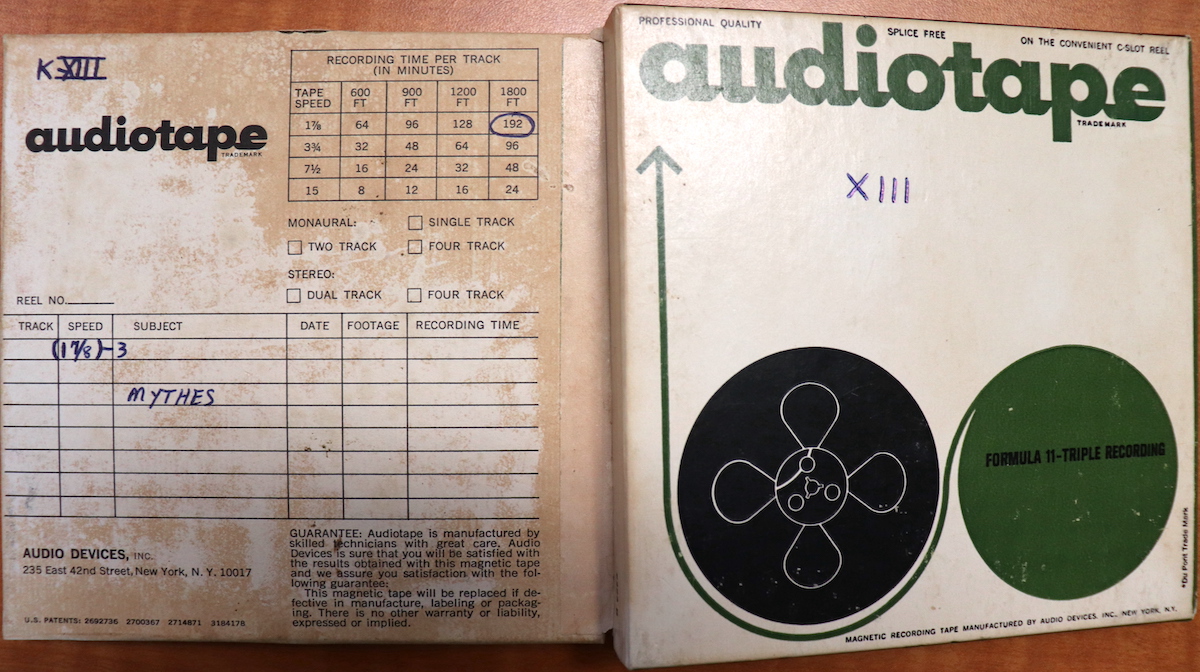 K XIII
audiotape
TRADEMARK
RECORDING TIME PER TRACK
(IN MINUTES)
TAPE SPEED 600 FT 900 FT 1200 FT 1800 FT
1⅞ 64 96 128 192
3¾ 32 48 64 96
7½ 16 24 32 48
15 8 12 16 24
MONAURAL: SINGLE TRACK
TWO TRACK FOUR TRACK
STEREO:
DUAL TRACK FOUR TRACK
REEL NO.
TRACK SPEED SUBJECT DATE FOOTAGE RECORDING TIME
(1 7/8)-3
MYTHES
AUDIO DEVICES, INC.
235 East 42nd Street, New York, N. Y. 10017
U.S. PATENTS: 2692736 2700367 2714871 3184178
GUARANTEE: Audiotape is manufactured by
skilled technicians with great care. Audio
Devices is sure that you will be satisfied with
the results obtained with this magnetic tape
and we assure you satisfaction with the fol-
lowing guarantee:
This magnetic tape will be replaced if de-
fective in manufacture, labeling or packag-
ing. There is no other warranty or liability,
expressed or implied.
PROFESSIONAL QUALITY SPLICE FREE ON THE CONVENIENT C-SLOT REEL
audiotape
TRADEMARK
XIII
FORMULA 11-TRIPLE RECORDING
*Du Pont Trade Mark
MAGNETIC RECORDING TAPE MANUFACTURED BY AUDIO DEVICES, INC., NEW YORK, N.Y.